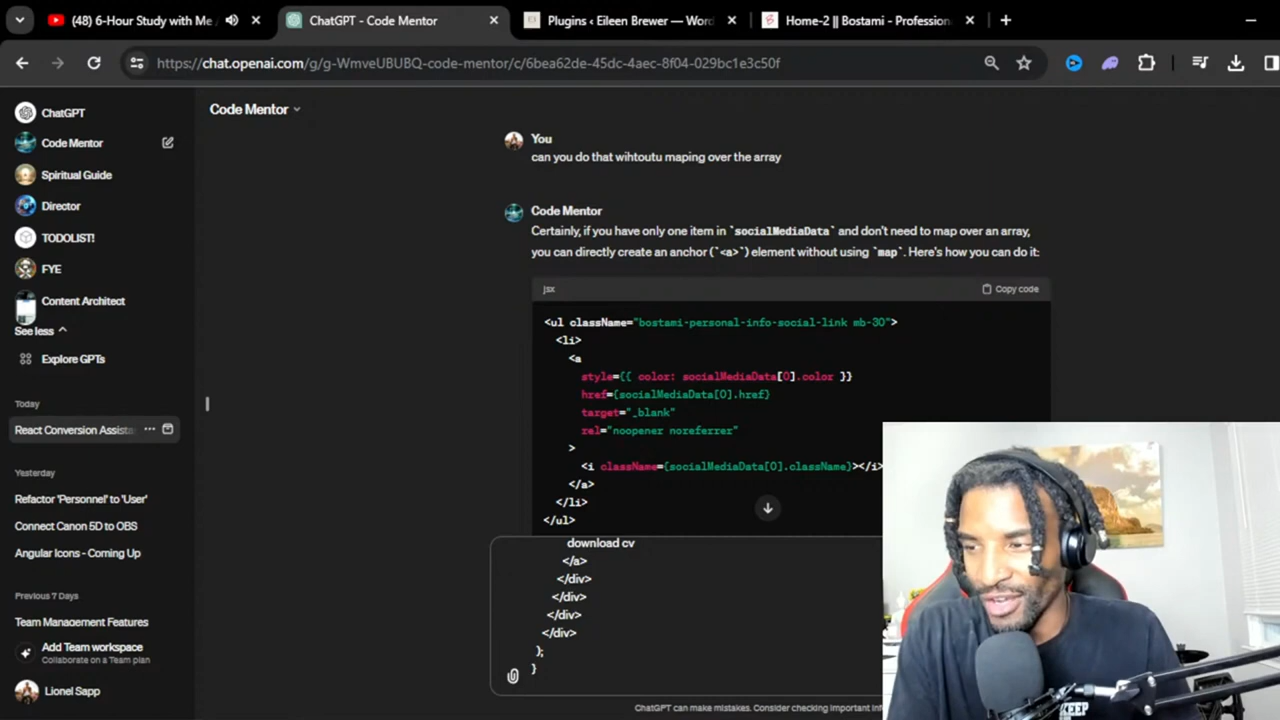 (48) 6-Hour Study with Me
ChatGPT - Code Mentor
Plugins ‹ Eileen Brewer — Word
Home-2 || Bostami - Profession
https://chat.openai.com/g/g-WmveUBUBQ-code-mentor/c/6bea62de-45dc-4aec-8f04-029bc1e3c50f
ChatGPT
Code Mentor
Spiritual Guide
Director
TODOLIST!
FYE
Content Architect
See less
Explore GPTs
Today
React Conversion Assista
Yesterday
Refactor 'Personnel' to 'User'
Connect Canon 5D to OBS
Angular Icons - Coming Up
Previous 7 Days
Team Management Features
Add Team workspace
Collaborate on a Team plan
Lionel Sapp
Code Mentor
You
can you do that wihtoutu maping over the array
Code Mentor
Certainly, if you have only one item in `socialMediaData` and don't need to map over an array,
you can directly create an anchor (`<a>`) element without using `map`. Here's how you can do it:
jsx
Copy code
<ul className="bostami-personal-info-social-link mb-30">
<li>
<a
style={{ color: socialMediaData[0].color }}
href={socialMediaData[0].href}
target="_blank"
rel="noopener noreferrer"
>
<i className={socialMediaData[0].className}></i>
</a>
</li>
</ul>
download cv
</a>
</div>
</div>
</div>
</div>
);
}
ChatGPT can make mistakes. Consider checking important inf
KEEP